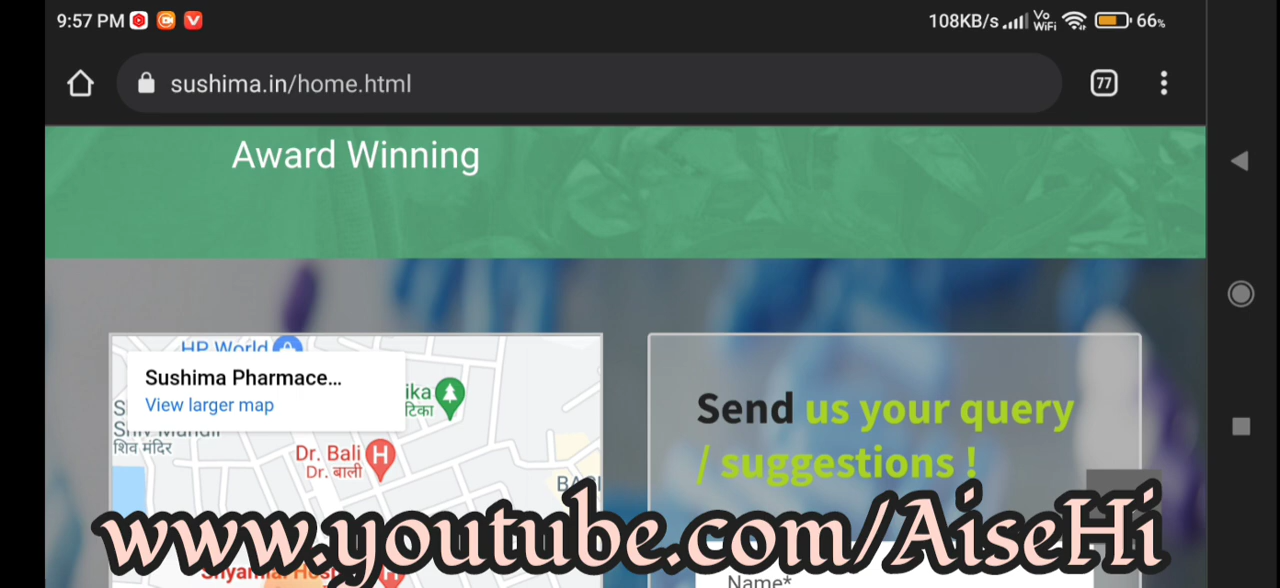 9:57 PM
108KB/s Vo WiFi 66%
sushima.in/home.html
77
Award Winning
HP World
Sushima Pharmace...
View larger map
ika
टिका
शिव मंदिर
Dr. Bali H
Dr. बाली
Send us your query
/ suggestions !
www.youtube.com/AiseHi
Name*